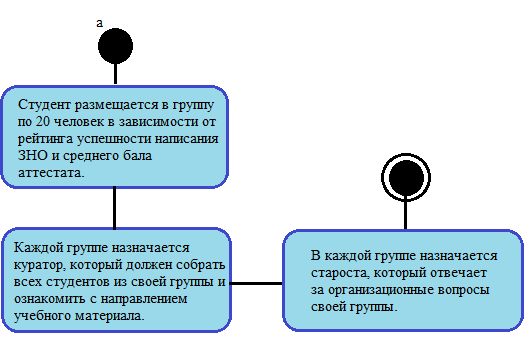 а
Студент размещается в группу
по 20 человек в зависимости от
рейтинга успешности написания
ЗНО и среднего бала
аттестата.
Каждой группе назначается
куратор, который должен собрать
всех студентов из своей группы и
ознакомить с направлением
учебного материала.
В каждой группе назначается
староста, который отвечает
за организационные вопросы
своей группы.